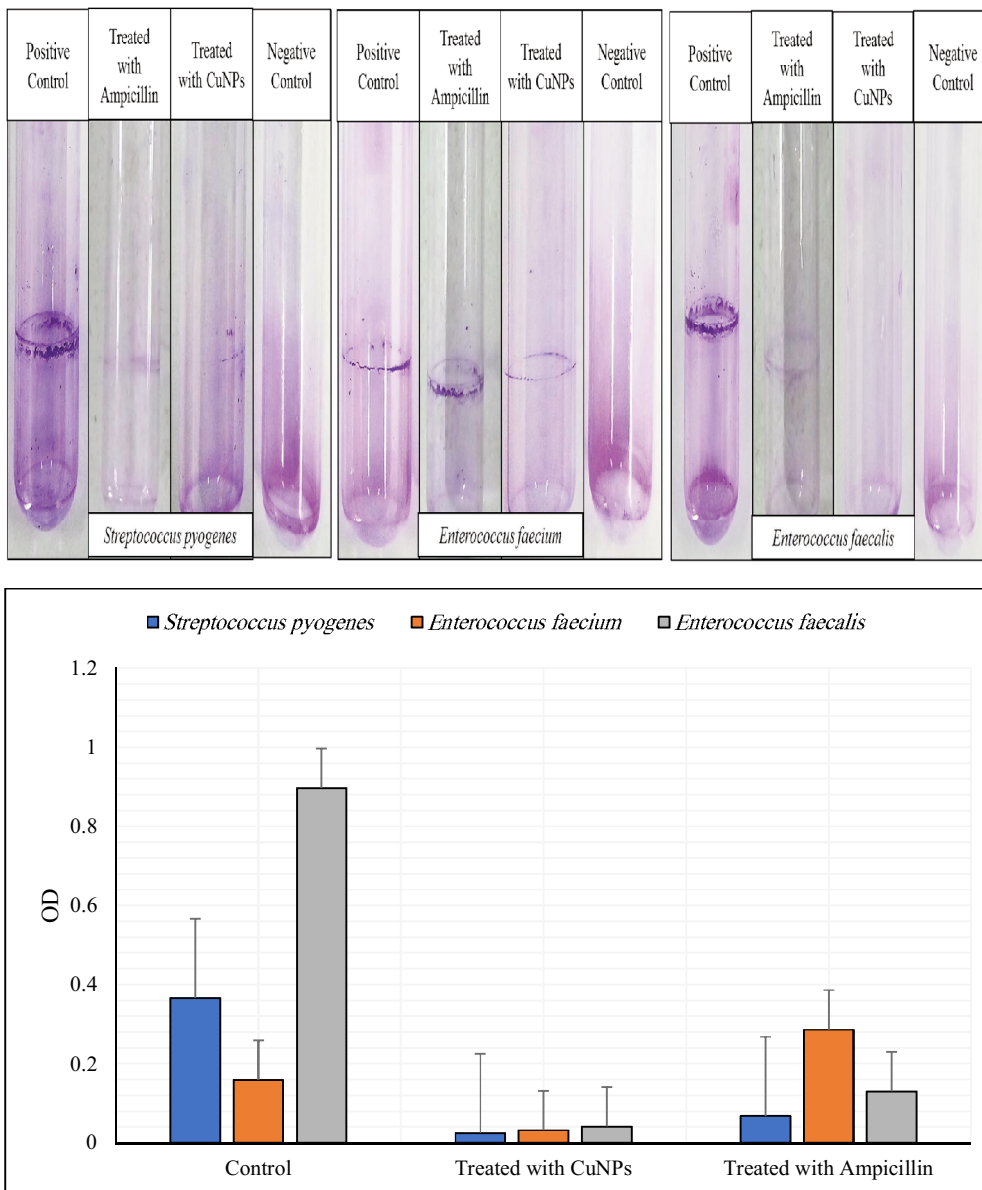 Positive
Control
Treated
with
Ampicillin
Treated
with CuNPs
Negative
Control
Positive
Control
Treated
with
Ampicillin
Treated
with CuNPs
Negative
Control
Positive
Control
Treated
with
Ampicillin
Treated
with
CuNPs
Negative
Control
Streptococcus pyogenes
Enterococcus faecium
Enterococcus faecalis
Streptococcus pyogenes
Enterococcus faecium
Enterococcus faecalis
1.2
1
0.8
0.6
0.4
0.2
0
OD
Control
Treated with CuNPs
Treated with Ampicillin